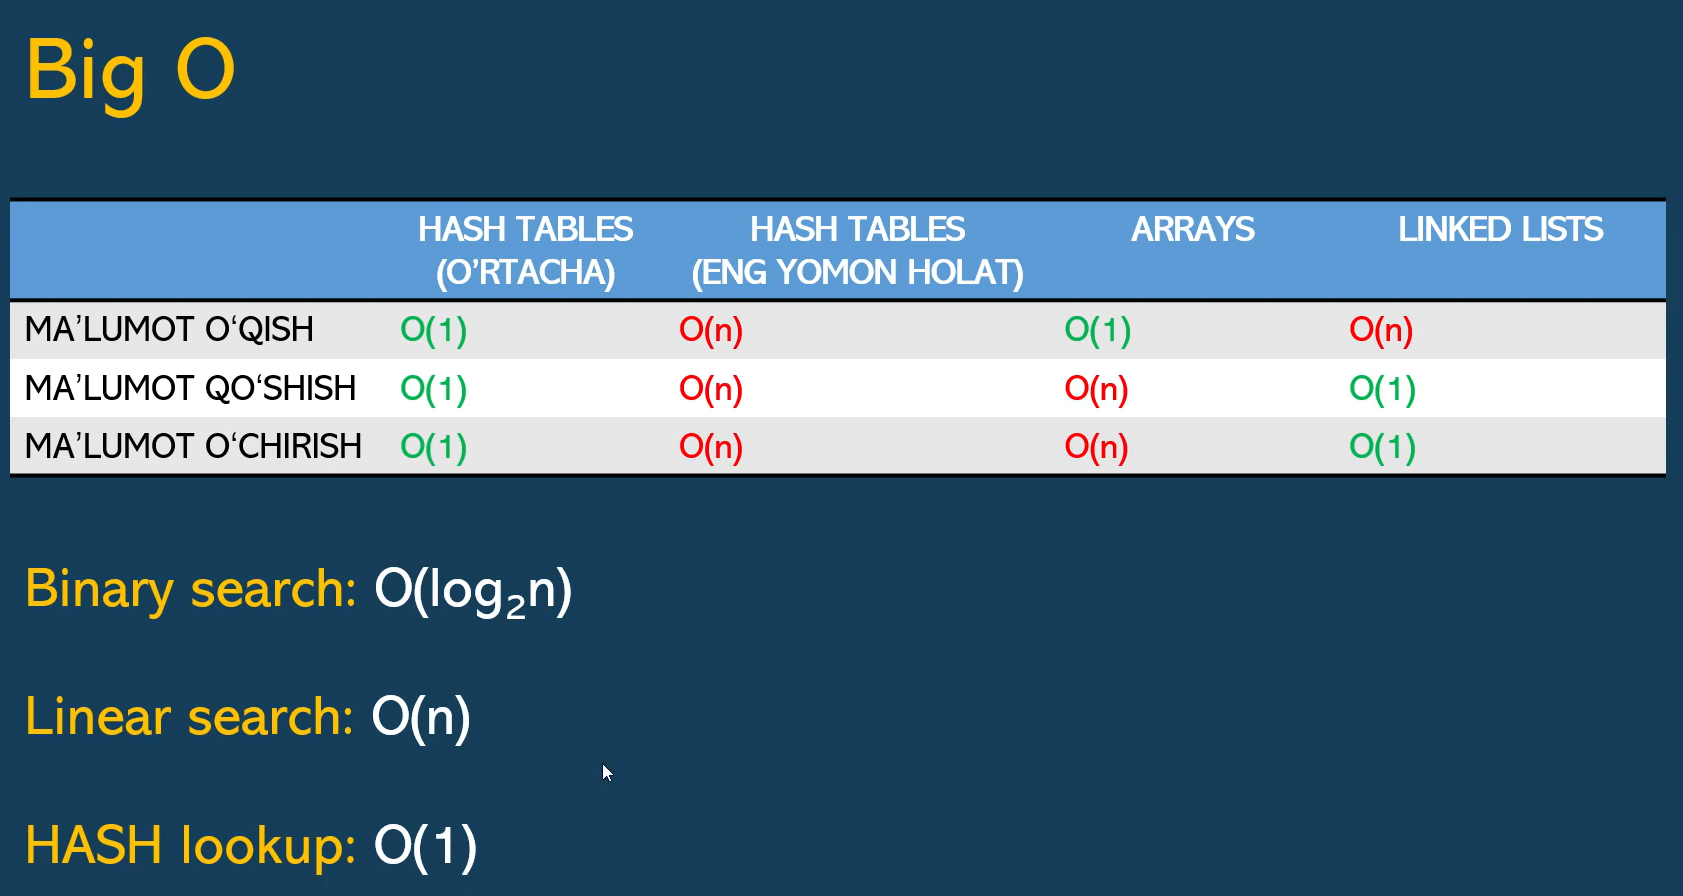 Big O
HASH TABLES (O’RTACHA) HASH TABLES (ENG YOMON HOLAT) ARRAYS LINKED LISTS
MA’LUMOT O‘QISH O(1) O(n) O(1) O(n)
MA’LUMOT QO‘SHISH O(1) O(n) O(n) O(1)
MA’LUMOT O‘CHIRISH O(1) O(n) O(n) O(1)
Binary search: O(log₂n)
Linear search: O(n)
HASH lookup: O(1)